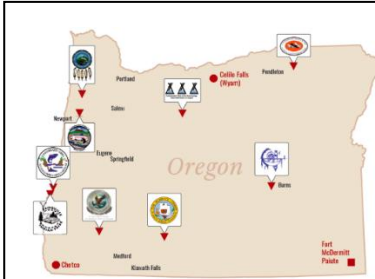 Portland
Celilo Falls
(Wyam)
Pendleton
Salem
Newport
Eugene
Springfield
Oregon
Burns
Chetco
Medford
Klamath Falls
Fort
McDermitt
Paiute